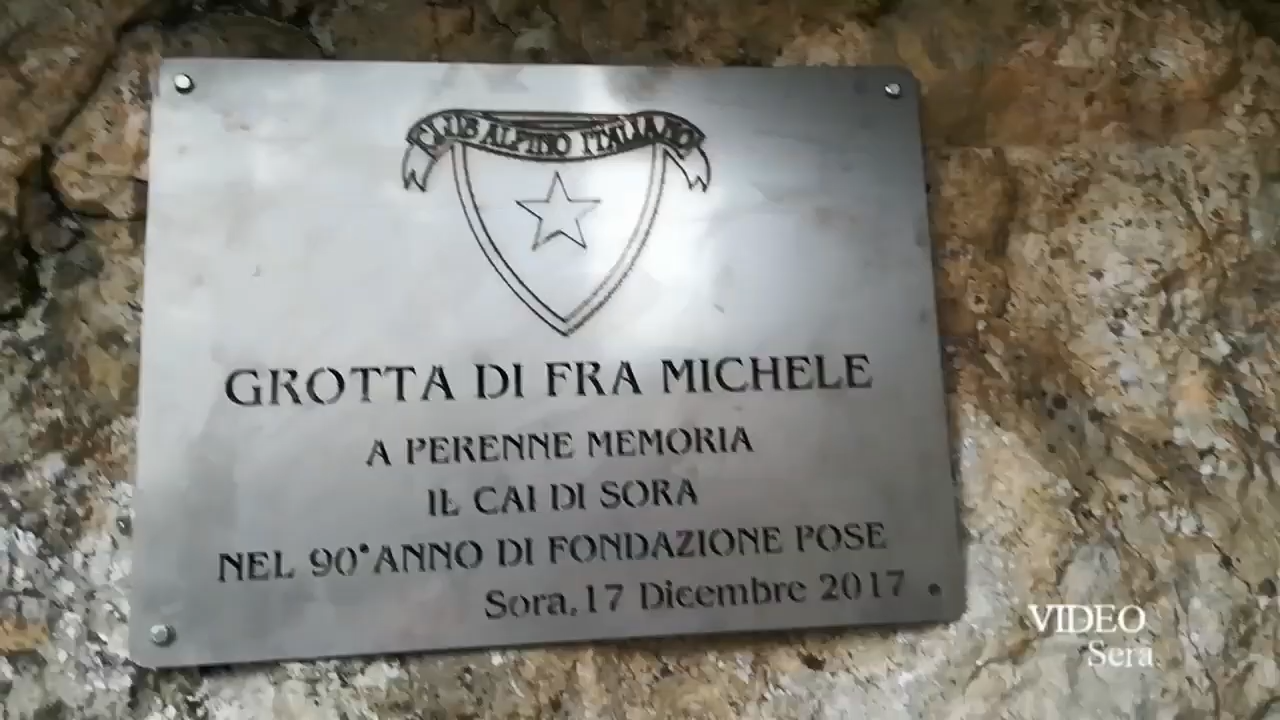 CLUB ALPINO ITALIANO
GROTTA DI FRA MICHELE
A PERENNE MEMORIA
IL CAI DI SORA
NEL 90° ANNO DI FONDAZIONE POSE
Sora, 17 Dicembre 2017
VIDEO
Sera